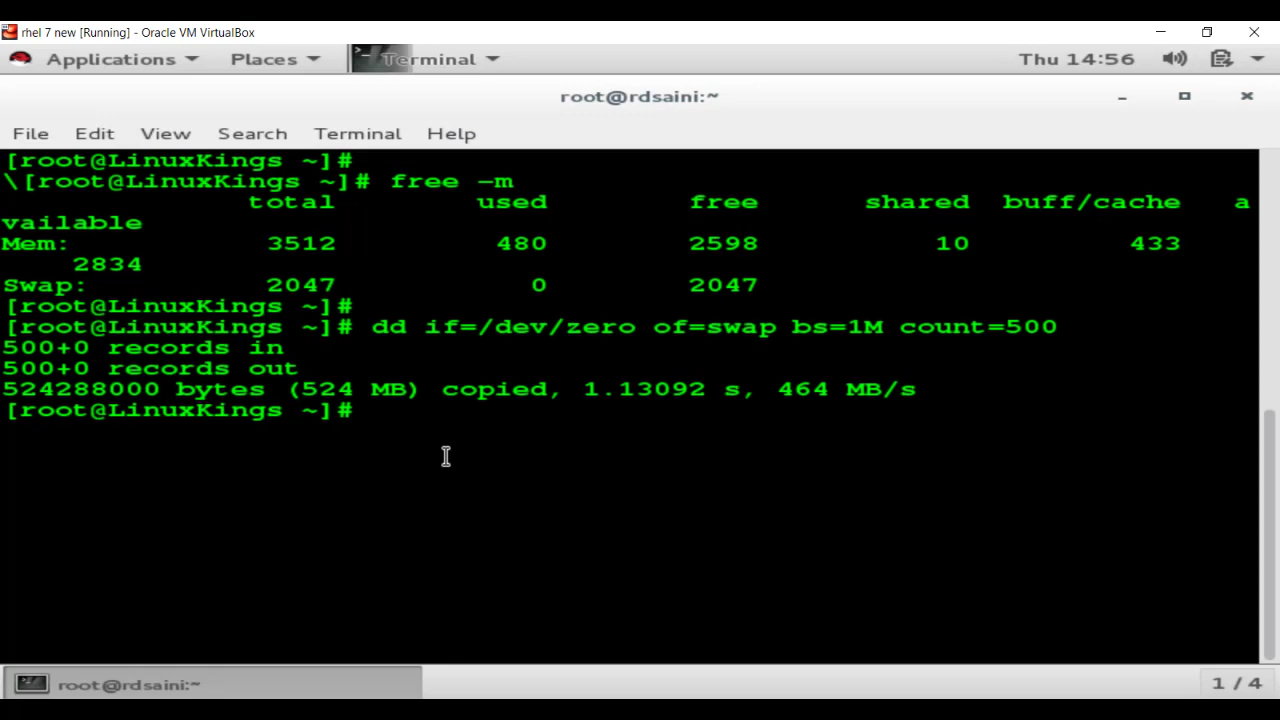 rhel 7 new [Running] - Oracle VM VirtualBox
Applications Places Terminal Thu 14:56
root@rdsaini:~
File Edit View Search Terminal Help
[root@LinuxKings ~]#
\[root@LinuxKings ~]# free -m
total used free shared buff/cache a
vailable
Mem: 3512 480 2598 10 433
2834
Swap: 2047 0 2047
[root@LinuxKings ~]#
[root@LinuxKings ~]# dd if=/dev/zero of=swap bs=1M count=500
500+0 records in
500+0 records out
524288000 bytes (524 MB) copied, 1.13092 s, 464 MB/s
[root@LinuxKings ~]#
root@rdsaini:~ 1 / 4